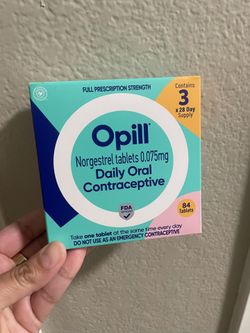 FULL PRESCRIPTION STRENGTH
Contains
3
x 28 Day
Supply
Opill
Norgestrel tablets 0.075mg
Daily Oral
Contraceptive
FDA
84
Tablets
Take one tablet at the same time every day
DO NOT USE AS AN EMERGENCY CONTRACEPTIVE